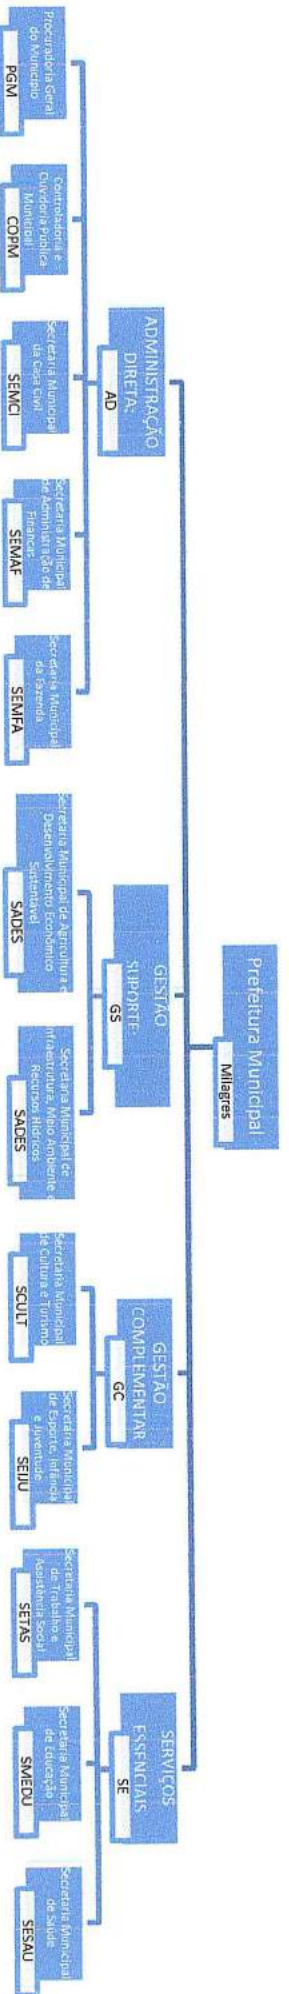 Prefeitura Municipal
Milagres
ADMINISTRAÇÃO
DIRETA:
AD
GESTÃO
SUPORTE:
GS
GESTÃO
COMPLEMENTAR
GC
SERVIÇOS
ESSENCIAIS
SE
Procuradoria Geral
do Município
PGM
Controladoria e
Ouvidoria Pública
Municipal
COPM
Secretaria Municipal
da Casa Civil
SEMCI
Secretaria Municipal
de Administração de
Finanças
SEMAF
Secretaria Municipal
da Fazenda
SEMFA
Secretaria Municipal de Agricultura e
Desenvolvimento Econômico
Sustentável
SADES
Secretaria Municipal de
Infraestrutura, Meio Ambiente e
Recursos Hídricos
SADES
Secretaria Municipal
de Cultura e Turismo
SCULT
Secretaria Municipal
de Esporte, Infância
e Juventude
SEIJU
Secretaria Municipal
de Trabalho e
Assistência Social
SETAS
Secretaria Municipal
de Educação
SMEDU
Secretaria Municipal
de Saúde
SESAU